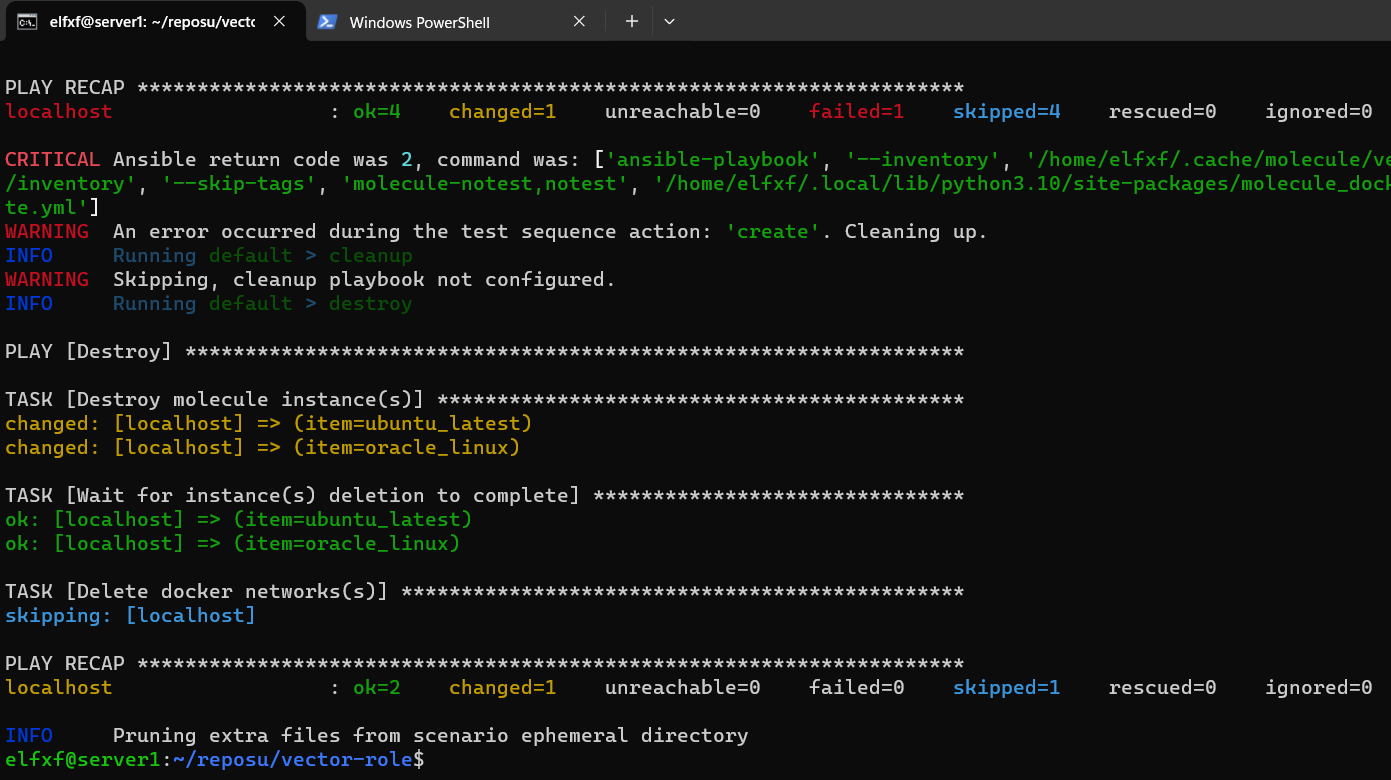 elfxf@server1: ~/reposu/vecto
Windows PowerShell
PLAY RECAP *********************************************************************
localhost                  : ok=4    changed=1    unreachable=0    failed=1    skipped=4    rescued=0    ignored=0
CRITICAL Ansible return code was 2, command was: ['ansible-playbook', '--inventory', '/home/elfxf/.cache/molecule/ve
/inventory', '--skip-tags', 'molecule-notest,notest', '/home/elfxf/.local/lib/python3.10/site-packages/molecule_dock
te.yml']
WARNING  An error occurred during the test sequence action: 'create'. Cleaning up.
INFO     Running default > cleanup
WARNING  Skipping, cleanup playbook not configured.
INFO     Running default > destroy
PLAY [Destroy] *****************************************************************
TASK [Destroy molecule instance(s)] ********************************************
changed: [localhost] => (item=ubuntu_latest)
changed: [localhost] => (item=oracle_linux)
TASK [Wait for instance(s) deletion to complete] *******************************
ok: [localhost] => (item=ubuntu_latest)
ok: [localhost] => (item=oracle_linux)
TASK [Delete docker networks(s)] ***********************************************
skipping: [localhost]
PLAY RECAP *********************************************************************
localhost                  : ok=2    changed=1    unreachable=0    failed=0    skipped=1    rescued=0    ignored=0
INFO     Pruning extra files from scenario ephemeral directory
elfxf@server1:~/reposu/vector-role$